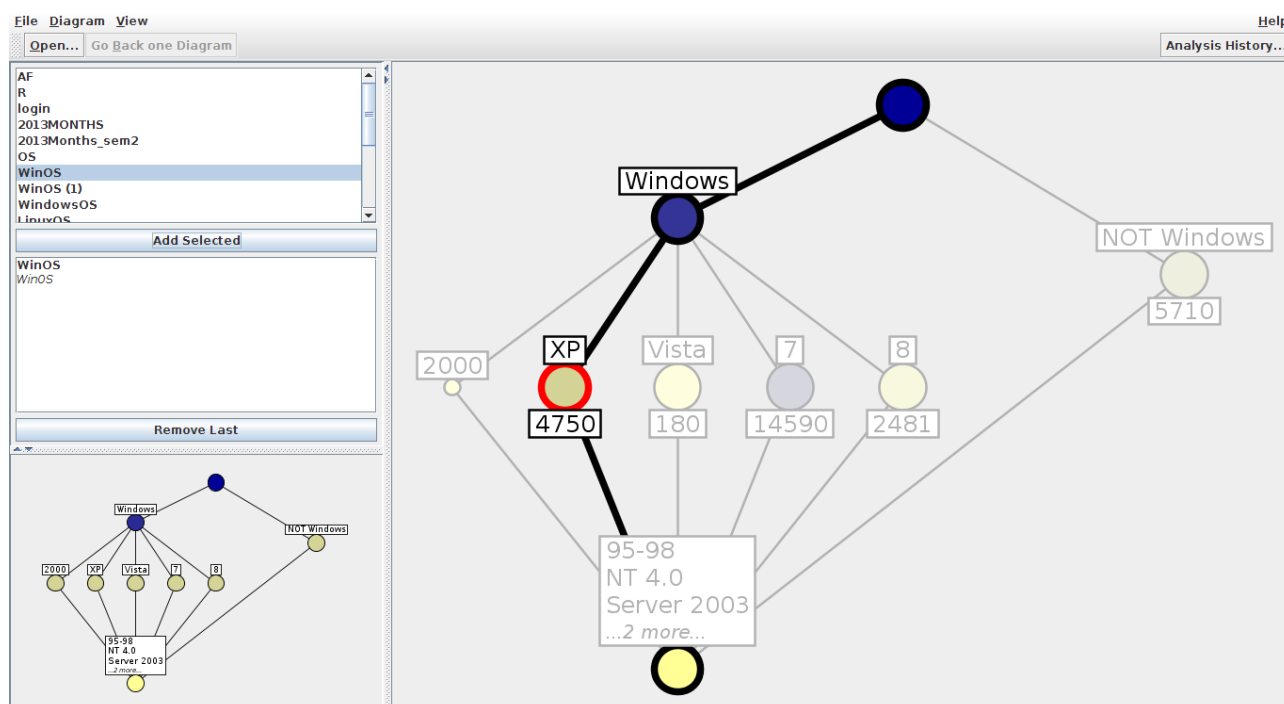 File Diagram View Help
Open... Go Back one Diagram Analysis History...
AF
R
login
2013MONTHS
2013Months_sem2
OS
WinOS
WinOS (1)
WindowsOS
LinuxOS
Add Selected
WinOS
WinOS
Remove Last
Windows
NOT Windows
2000 XP Vista 7 8
95-98
NT 4.0
Server 2003
...2 more...
Windows
NOT Windows
5710
2000 XP Vista 7 8
4750 180 14590 2481
95-98
NT 4.0
Server 2003
...2 more...